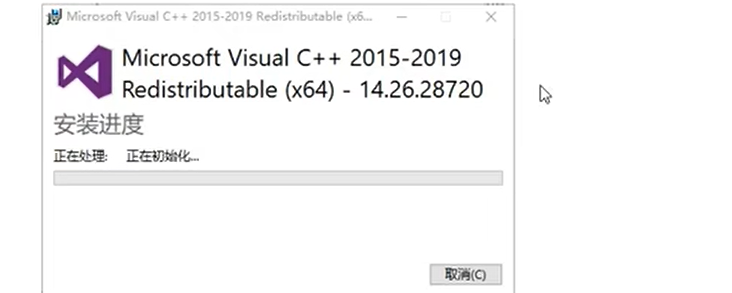 Microsoft Visual C++ 2015-2019 Redistributable (x6...
Microsoft Visual C++ 2015-2019
Redistributable (x64) - 14.26.28720
安装进度
正在处理: 正在初始化...
取消(C)